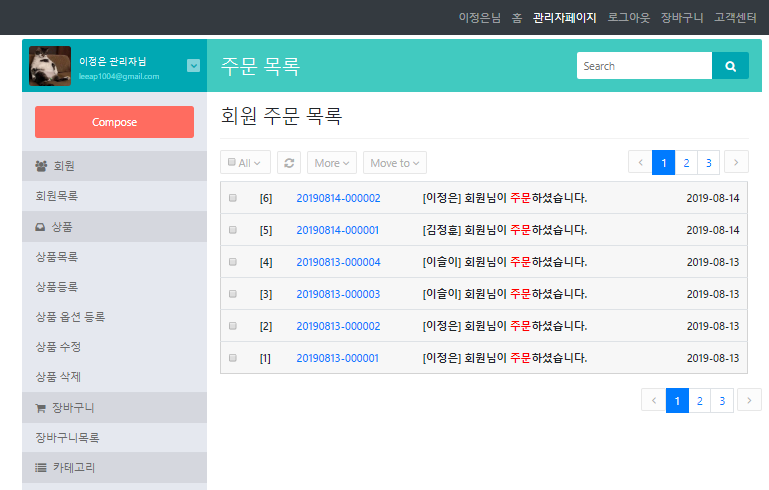 이정은님 홈 관리자페이지 로그아웃 장바구니 고객센터
이정은 관리자님
leeap1004@gmail.com
주문 목록
Search
Compose
회원
회원목록
상품
상품목록
상품등록
상품 옵션 등록
상품 수정
상품 삭제
장바구니
장바구니목록
카테고리
회원 주문 목록
All More Move to 1 2 3
[6] 20190814-000002 [이정은] 회원님이 주문하셨습니다. 2019-08-14
[5] 20190814-000001 [김정훈] 회원님이 주문하셨습니다. 2019-08-14
[4] 20190813-000004 [이슬이] 회원님이 주문하셨습니다. 2019-08-13
[3] 20190813-000003 [이슬이] 회원님이 주문하셨습니다. 2019-08-13
[2] 20190813-000002 [이정은] 회원님이 주문하셨습니다. 2019-08-13
[1] 20190813-000001 [이정은] 회원님이 주문하셨습니다. 2019-08-13
1 2 3